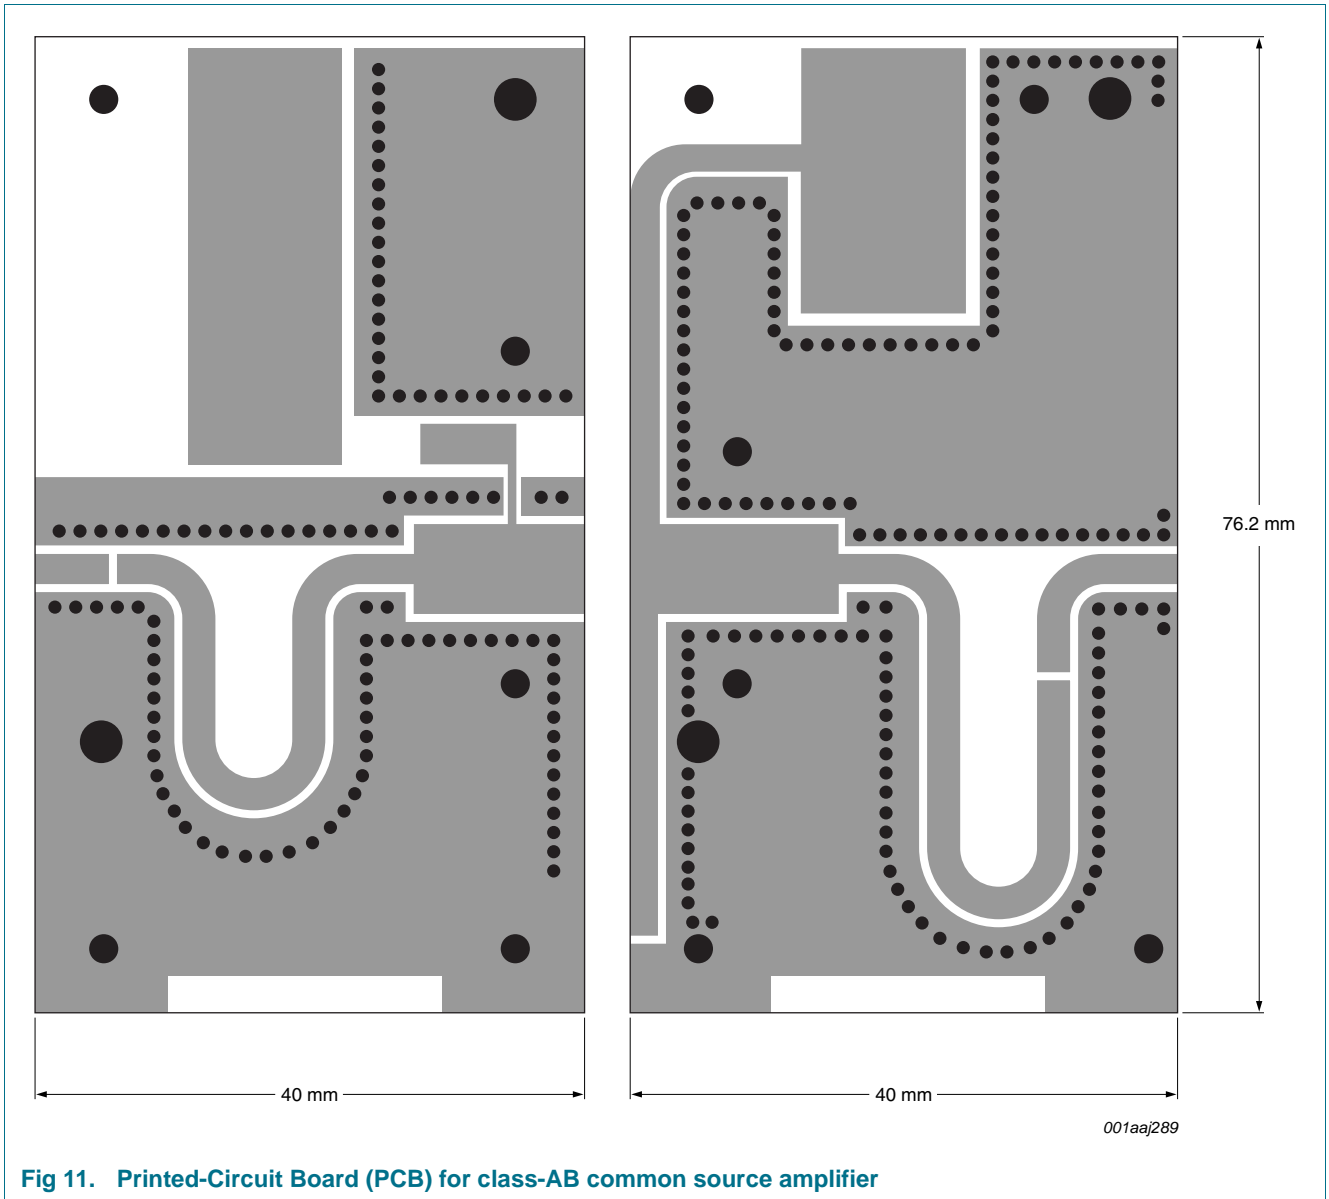 76.2 mm
40 mm
40 mm
001aaj289
Fig 11. Printed-Circuit Board (PCB) for class-AB common source amplifier